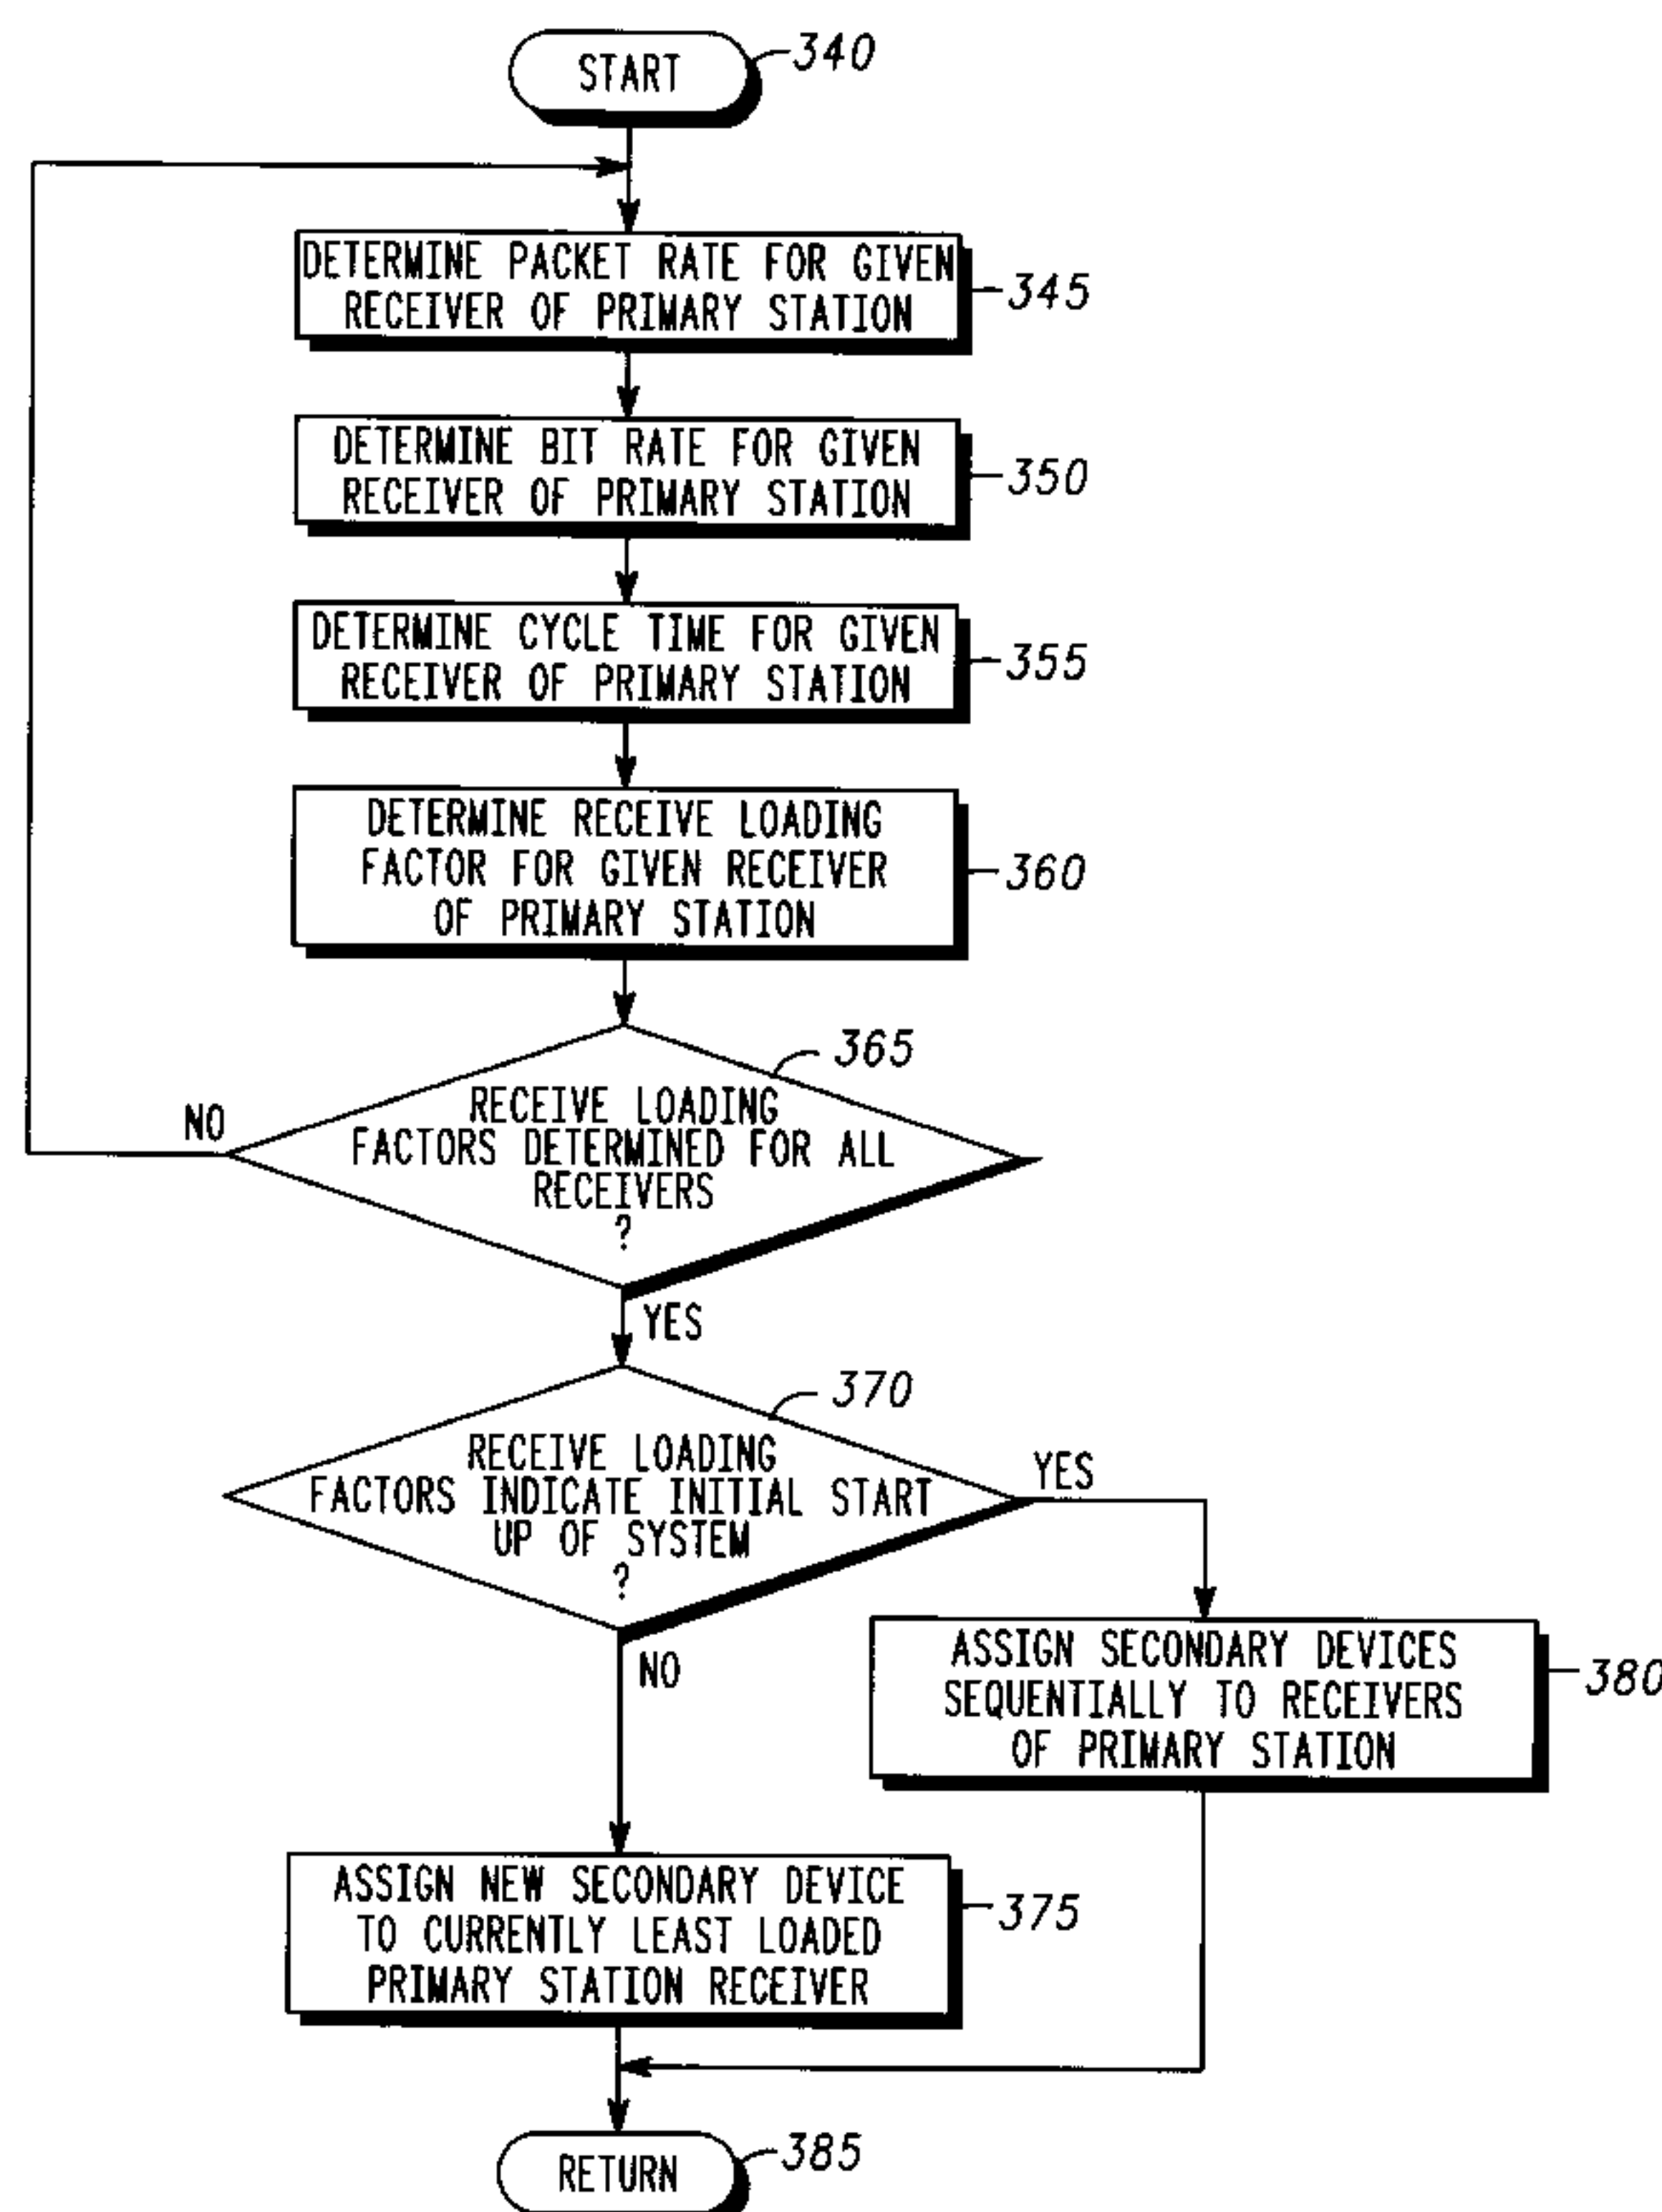 START
340
DETERMINE PACKET RATE FOR GIVEN
RECEIVER OF PRIMARY STATION
345
DETERMINE BIT RATE FOR GIVEN
RECEIVER OF PRIMARY STATION
350
DETERMINE CYCLE TIME FOR GIVEN
RECEIVER OF PRIMARY STATION
355
DETERMINE RECEIVE LOADING
FACTOR FOR GIVEN RECEIVER
OF PRIMARY STATION
360
365
RECEIVE LOADING
FACTORS DETERMINED FOR ALL
RECEIVERS
?
NO
YES
370
RECEIVE LOADING
FACTORS INDICATE INITIAL START
UP OF SYSTEM
?
YES
NO
ASSIGN SECONDARY DEVICES
SEQUENTIALLY TO RECEIVERS
OF PRIMARY STATION
380
ASSIGN NEW SECONDARY DEVICE
TO CURRENTLY LEAST LOADED
PRIMARY STATION RECEIVER
375
RETURN
385